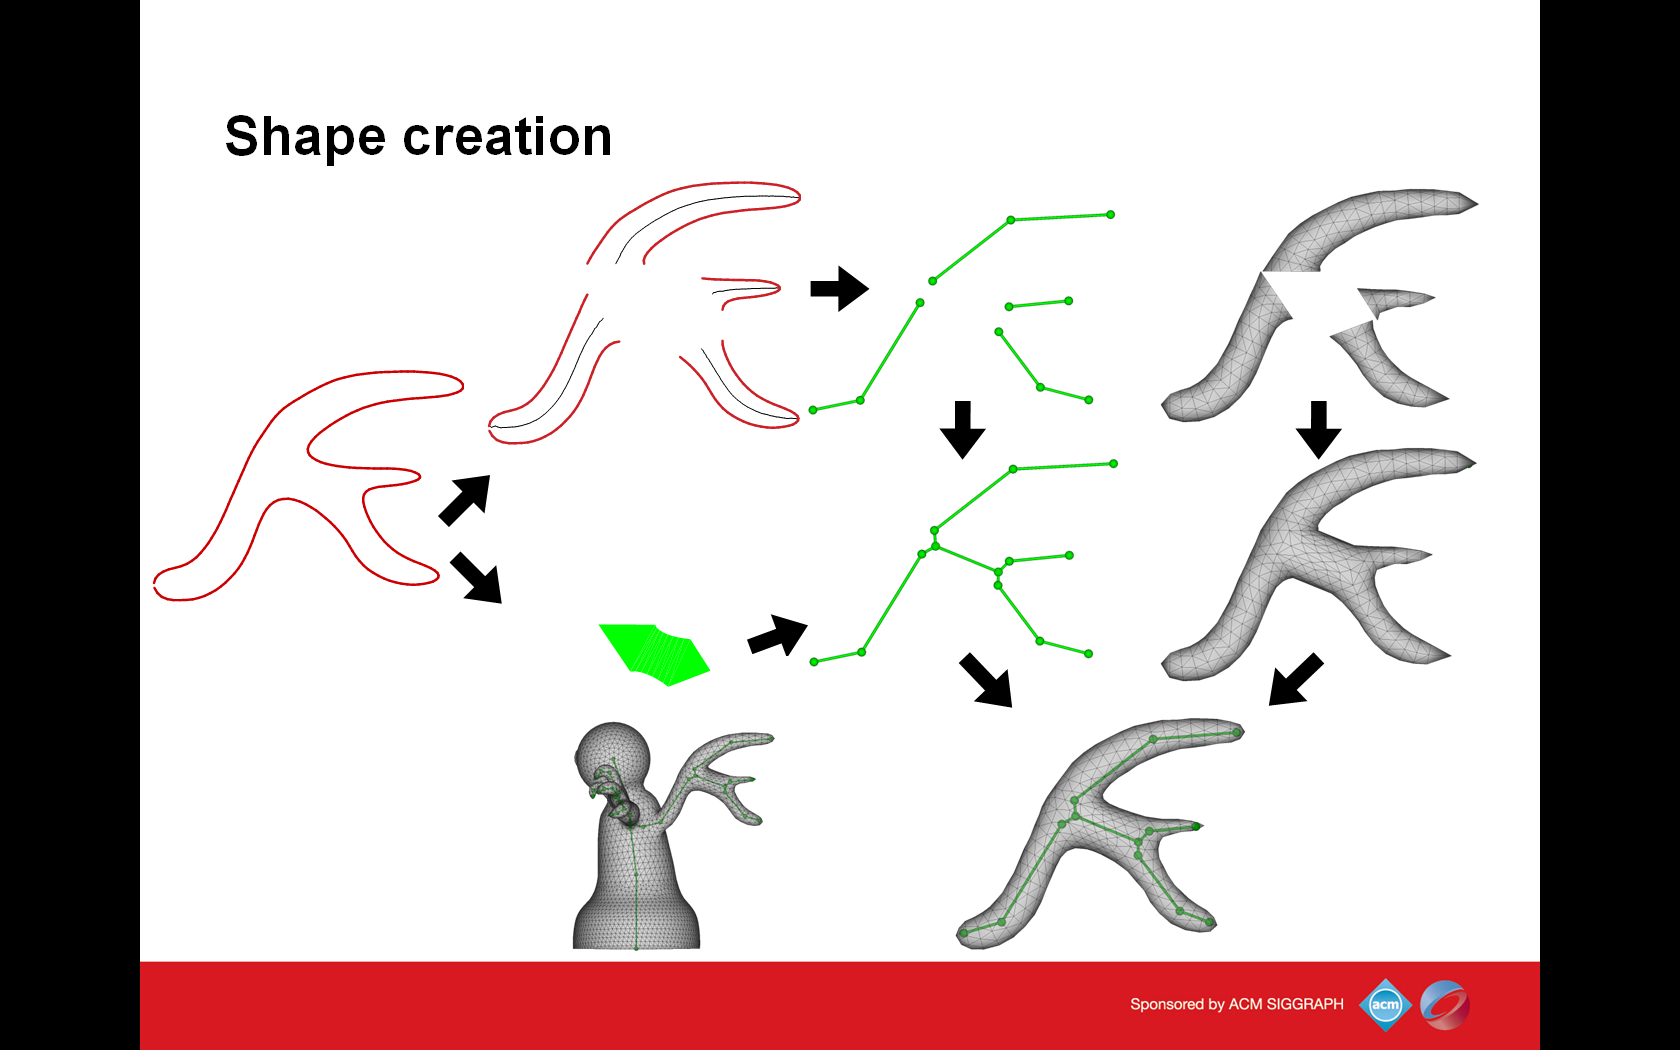 Shape creation
Sponsored by ACM SIGGRAPH
acm